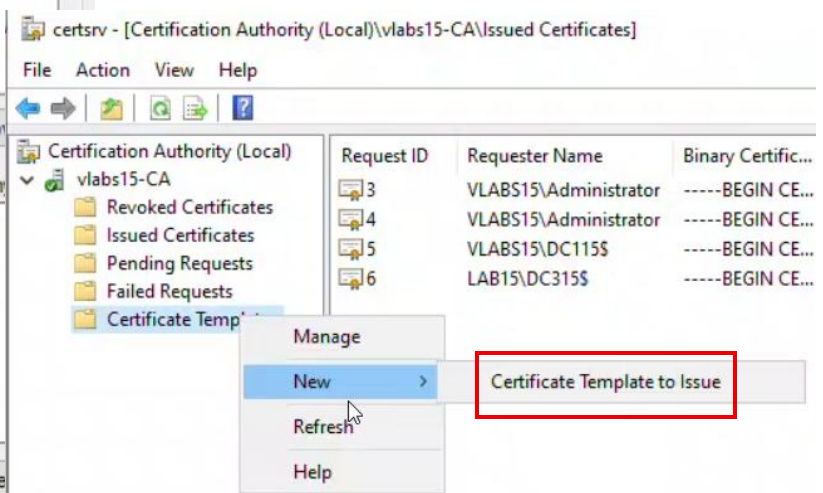 certsrv - [Certification Authority (Local)\vlabs15-CA\Issued Certificates]
File Action View Help
Certification Authority (Local)
vlabs15-CA
Revoked Certificates
Issued Certificates
Pending Requests
Failed Requests
Certificate Temp
Request ID Requester Name Binary Certific...
3 VLABS15\Administrator -----BEGIN CE...
4 VLABS15\Administrator -----BEGIN CE...
5 VLABS15\DC115$ -----BEGIN CE...
6 LAB15\DC315$ -----BEGIN CE...
Manage
New >
Certificate Template to Issue
Refresh
Help